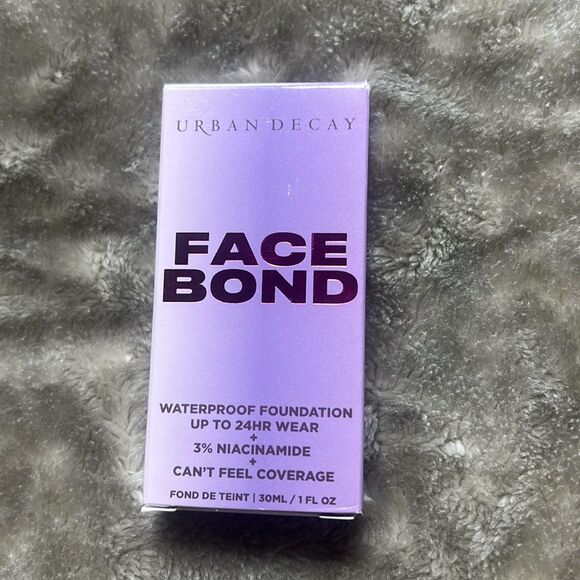 URBAN DECAY
FACE
BOND
WATERPROOF FOUNDATION
UP TO 24HR WEAR
+
3% NIACINAMIDE
+
CAN'T FEEL COVERAGE
FOND DE TEINT | 30ML / 1 FL OZ